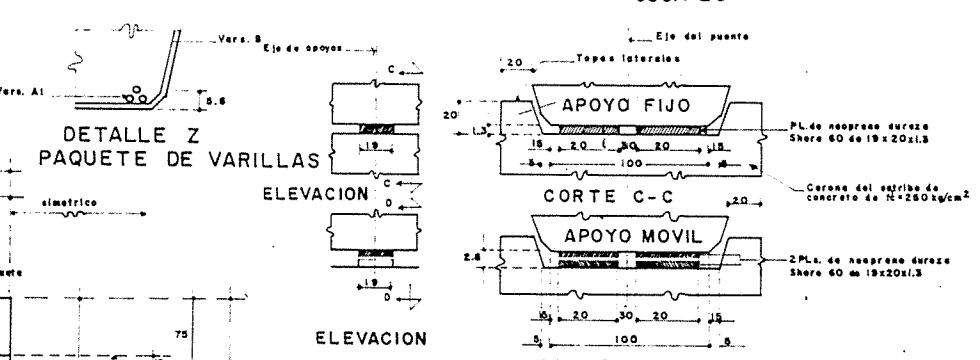 Vars. B
Eje de apoyos
Vars. A1
5.6
DETALLE Z
PAQUETE DE VARILLAS
simetrico
75
C
19
ELEVACION
C
D
19
D
ELEVACION
Eje del puente
Topes laterales
20
APOYO FIJO
20
1.3
15 20 30 20 15
5 100 5
PL. de neopreno dureza
Shore 60 de 19x20x1.3
Corona del estribo de
concreto de f'c=250 kg/cm²
CORTE C-C
20
APOYO MOVIL
2.6
2 PLs. de neopreno dureza
Shore 60 de 19x20x1.3
15 20 30 20 15
5 100 5